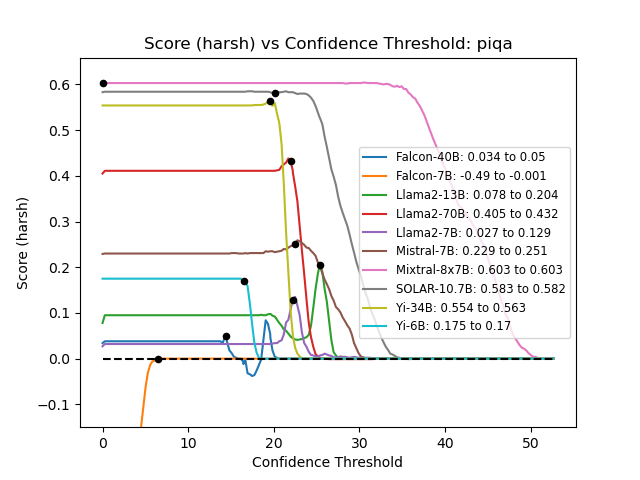 Score (harsh) vs Confidence Threshold: piqa
Score (harsh)
0.6
0.5
0.4
0.3
0.2
0.1
0.0
−0.1
Falcon-40B: 0.034 to 0.05
Falcon-7B: -0.49 to -0.001
Llama2-13B: 0.078 to 0.204
Llama2-70B: 0.405 to 0.432
Llama2-7B: 0.027 to 0.129
Mistral-7B: 0.229 to 0.251
Mixtral-8x7B: 0.603 to 0.603
SOLAR-10.7B: 0.583 to 0.582
Yi-34B: 0.554 to 0.563
Yi-6B: 0.175 to 0.17
0 10 20 30 40 50
Confidence Threshold